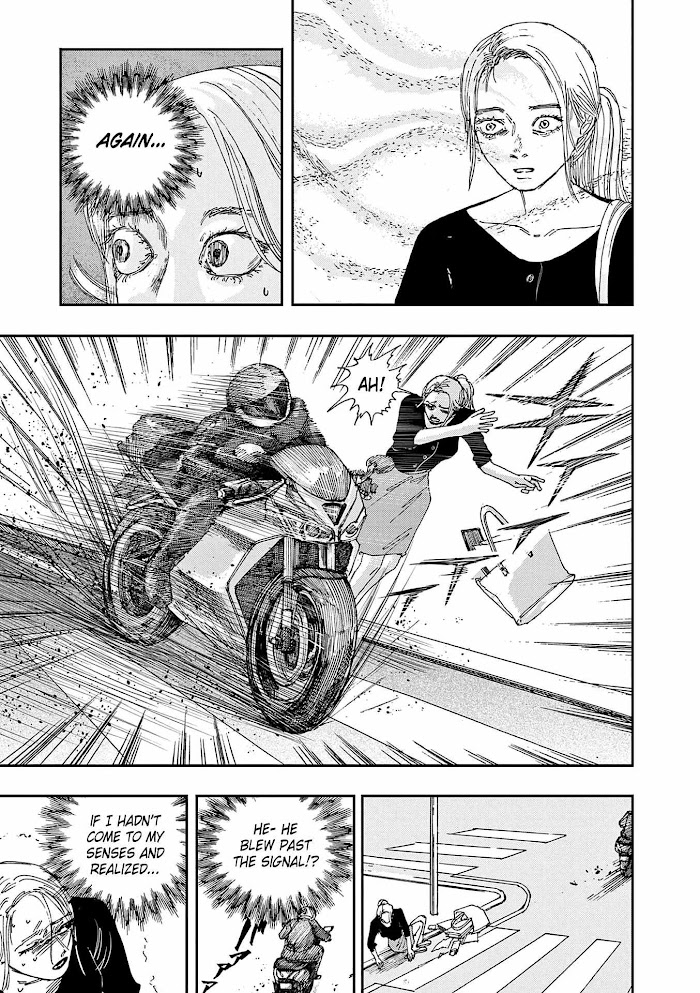 AGAIN...
AH!
HE- HE
BLEW PAST
THE SIGNAL!?
IF I HADN'T
COME TO MY
SENSES AND
REALIZED...